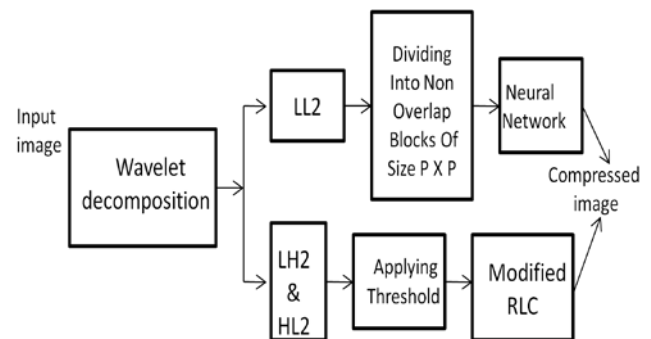 Input
image
Wavelet
decomposition
LL2
Dividing
Into Non
Overlap
Blocks Of
Size P X P
Neural
Network
LH2
&
HL2
Applying
Threshold
Modified
RLC
Compressed
image